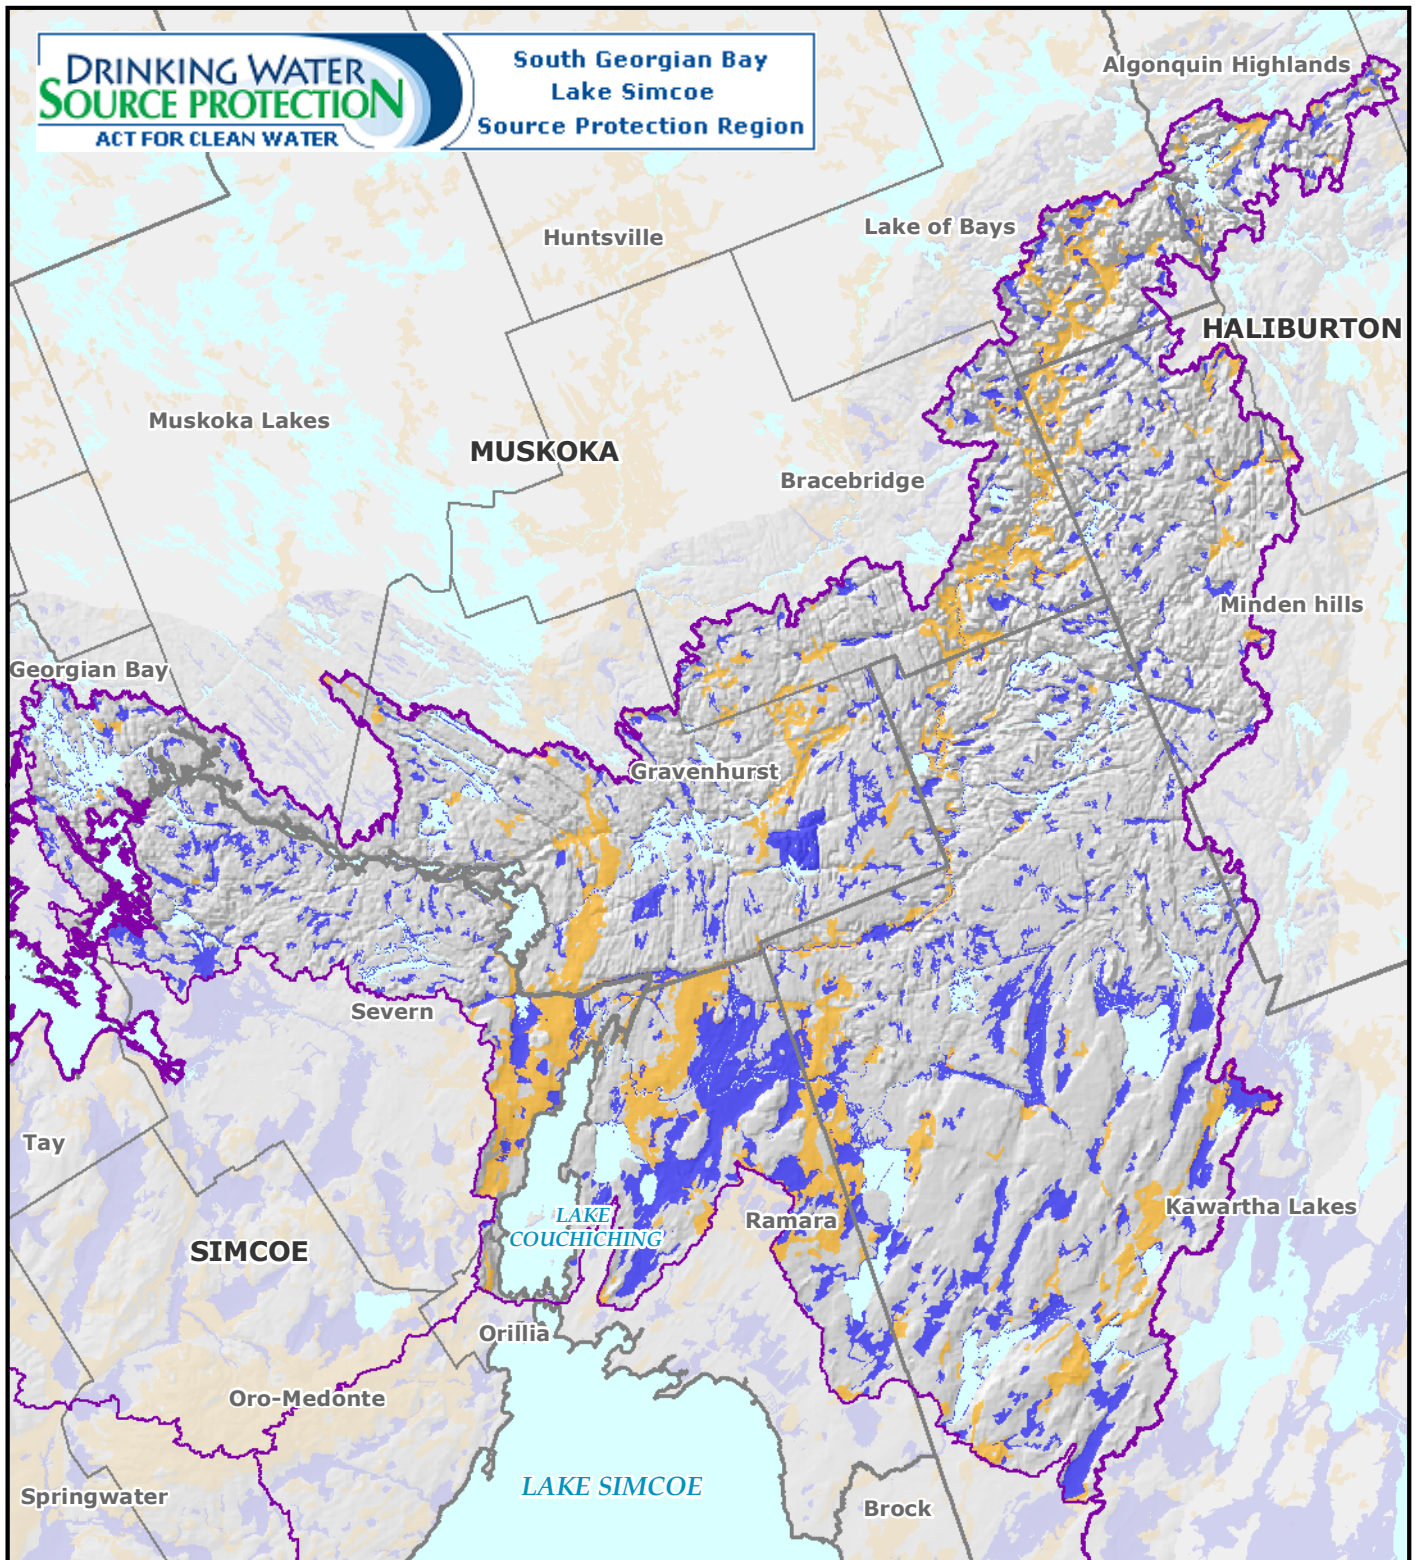 DRINKING WATER
SOURCE PROTECTION
ACT FOR CLEAN WATER
South Georgian Bay
Lake Simcoe
Source Protection Region
Algonquin Highlands
Lake of Bays
Huntsville
HALIBURTON
Muskoka Lakes
MUSKOKA
Bracebridge
Minden hills
Georgian Bay
Gravenhurst
Severn
Tay
Kawartha Lakes
LAKE
COUCHICHING
Ramara
SIMCOE
Orillia
Oro-Medonte
LAKE SIMCOE
Springwater
Brock